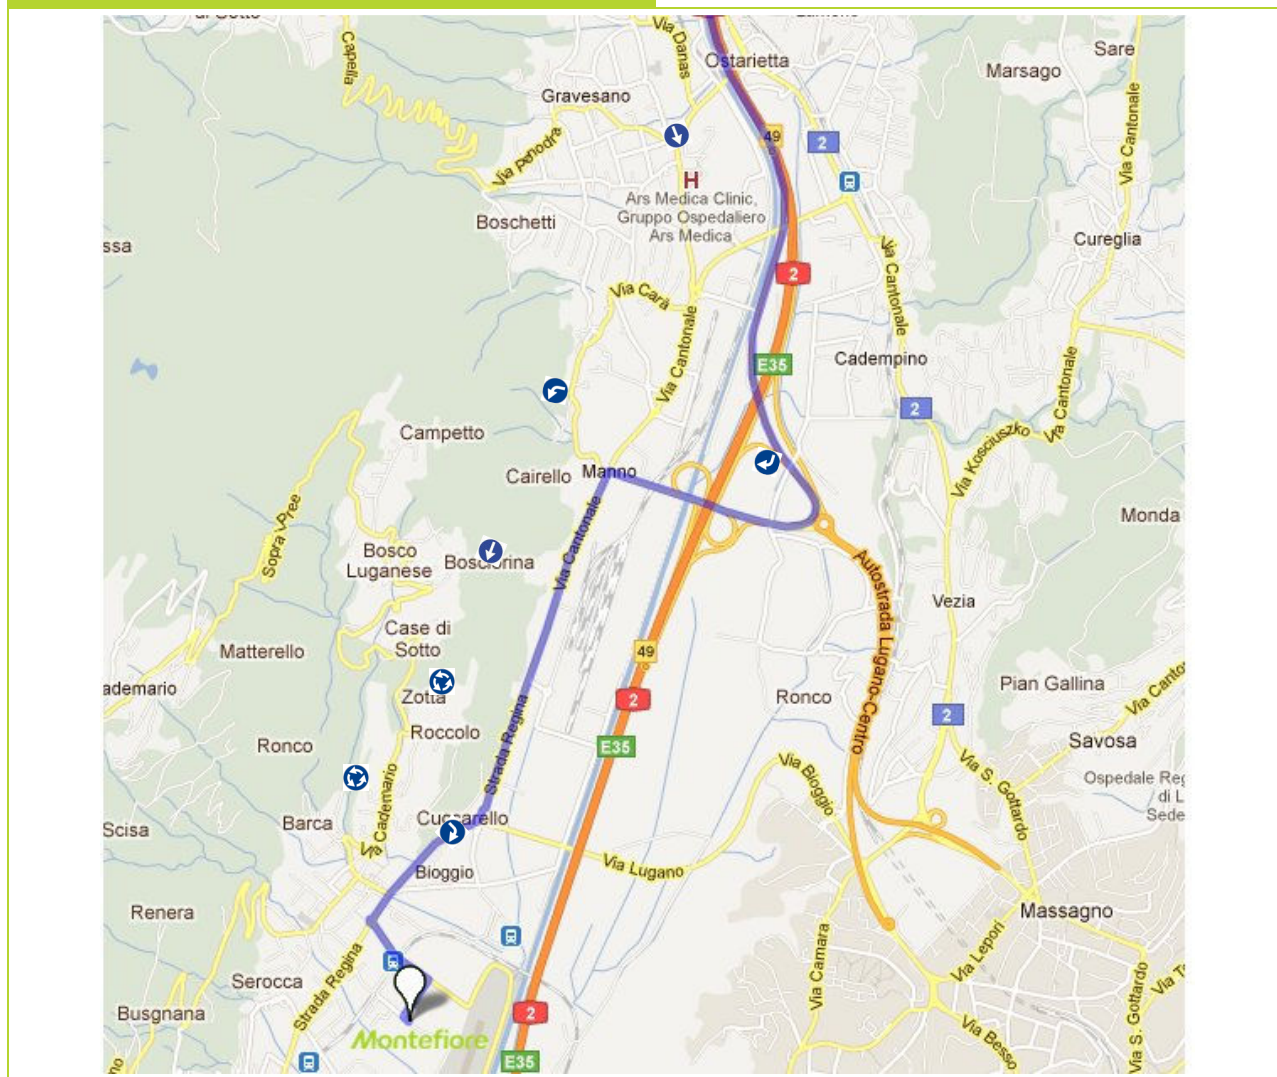 Via Danas
Capella
Ostarietta
Sare
Marsago
Gravesano
49
2
Via Cantonale
Via penodra
H
Ars Medica Clinic,
Gruppo Ospedaliero
Ars Medica
Boschetti
Cureglia
ssa
Via Cantonale
2
Via Carà
Via Cantonale
E35
Cadempino
Via Cantonale
2
Campetto
Via Kosciuszko
Cairello
Manno
Sopra i Pree
Via Cantonale
Monda
Bosco
Luganese
Bosciorina
Autostrada Lugano-Centro
Vezia
Case di
Sotto
Matterello
49
ademario
Zotta
2
Ronco
Pian Gallina
Via Canto
Roccolo
Strada Regina
2
Ronco
E35
Savosa
Via Bioggio
Via S. Gottardo
Ospedale Reg
di L
Sede
Via Cademario
Scisa
Barca
Cuccarello
Via Lugano
Bioggio
Renera
Massagno
Via Camara
Via Lepori
Strada Regina
Serocca
Via S. Gottardo
Busgnana
2
Montefiore
Via Besso
E35